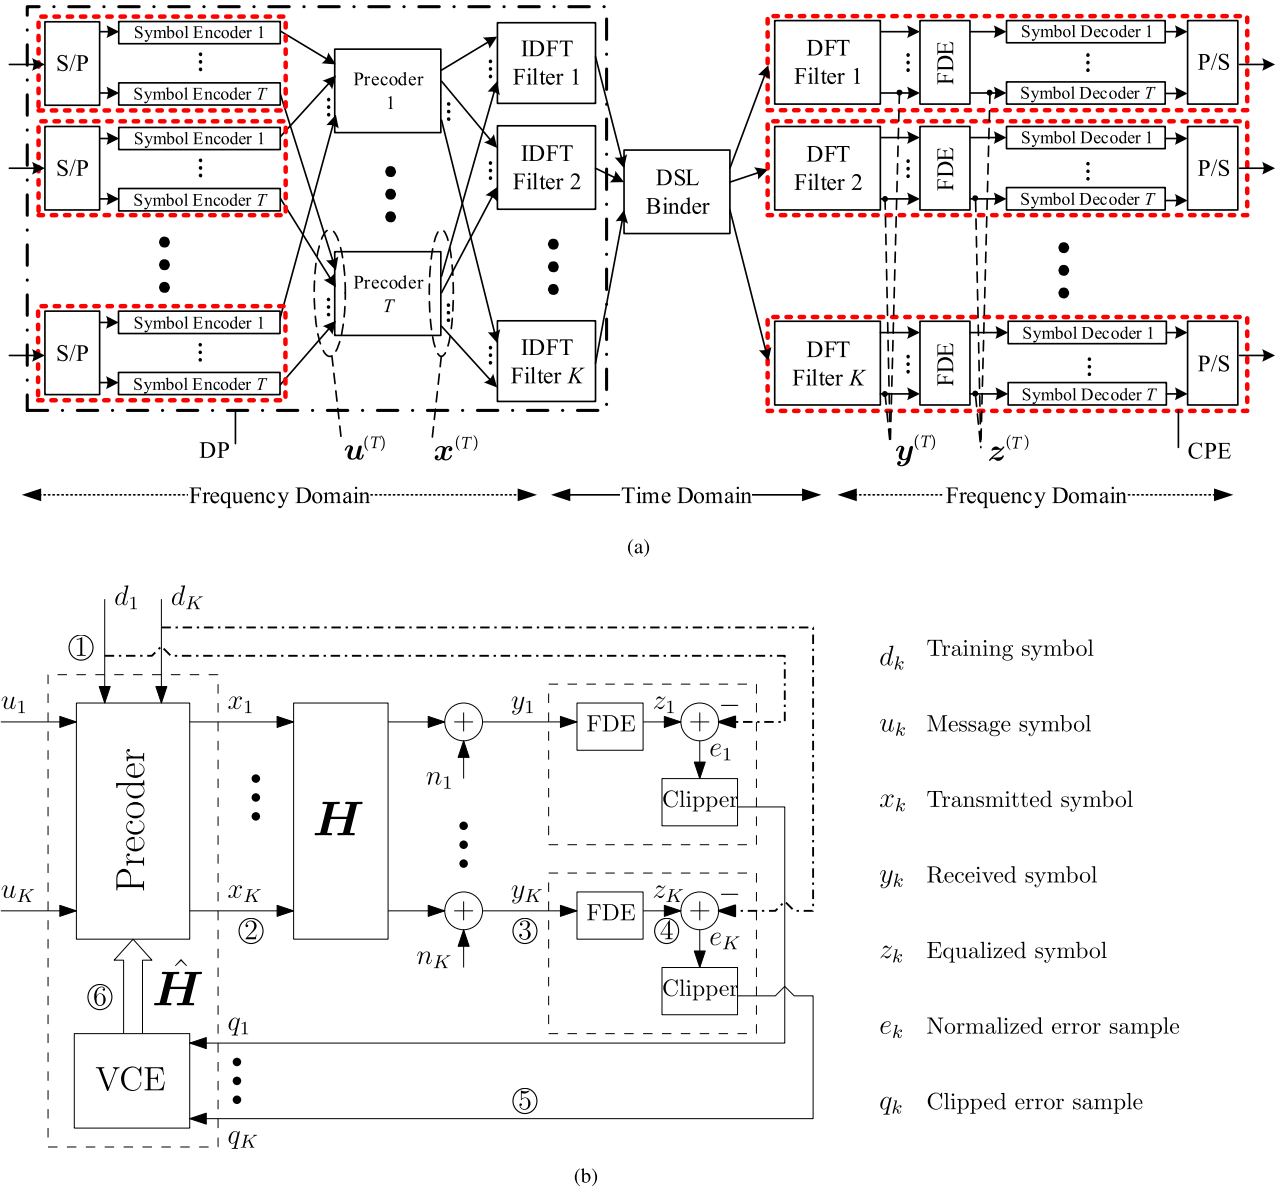 S/P
Symbol Encoder 1
Symbol Encoder T
S/P
Symbol Encoder 1
Symbol Encoder T
S/P
Symbol Encoder 1
Symbol Encoder T
Precoder
1
Precoder
T
IDFT
Filter 1
IDFT
Filter 2
IDFT
Filter K
DSL
Binder
DFT
Filter 1
FDE
Symbol Decoder 1
Symbol Decoder T
P/S
DFT
Filter 2
FDE
Symbol Decoder 1
Symbol Decoder T
P/S
DFT
Filter K
FDE
Symbol Decoder 1
Symbol Decoder T
P/S
DP
u(T)
x(T)
y(T)
z(T)
CPE
Frequency Domain
Time Domain
Frequency Domain
(a)
d1
dK
①
u1
uK
Precoder
x1
xK
②
H
n1
nK
y1
yK
③
FDE
z1
−
e1
Clipper
FDE
zK
④
−
eK
Clipper
⑥
Ĥ
VCE
q1
qK
⑤
dk Training symbol
uk Message symbol
xk Transmitted symbol
yk Received symbol
zk Equalized symbol
ek Normalized error sample
qk Clipped error sample
(b)